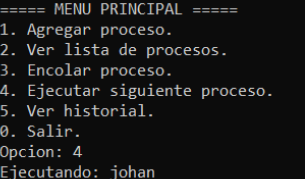 ===== MENU PRINCIPAL =====
1. Agregar proceso.
2. Ver lista de procesos.
3. Encolar proceso.
4. Ejecutar siguiente proceso.
5. Ver historial.
0. Salir.
Opcion: 4
Ejecutando: johan